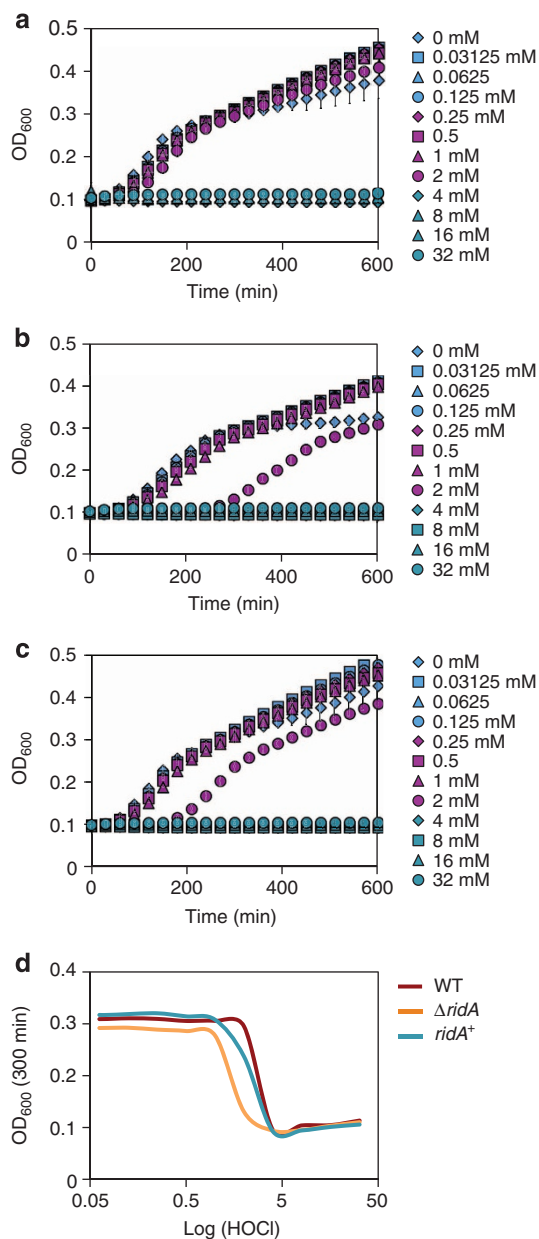 a
0.5
0.4
0.3
0.2
0.1
0
OD600
0
200
400
600
Time (min)
0 mM
0.03125 mM
0.0625
0.125 mM
0.25 mM
0.5
1 mM
2 mM
4 mM
8 mM
16 mM
32 mM
b
0.5
0.4
0.3
0.2
0.1
0
OD600
0
200
400
600
Time (min)
0 mM
0.03125 mM
0.0625
0.125 mM
0.25 mM
0.5
1 mM
2 mM
4 mM
8 mM
16 mM
32 mM
c
0.5
0.4
0.3
0.2
0.1
0
OD600
0
200
400
600
Time (min)
0 mM
0.03125 mM
0.0625
0.125 mM
0.25 mM
0.5
1 mM
2 mM
4 mM
8 mM
16 mM
32 mM
d
0.4
0.3
0.2
0.1
0
OD600 (300 min)
0.05
0.5
5
50
Log (HOCl)
WT
ΔridA
ridA+